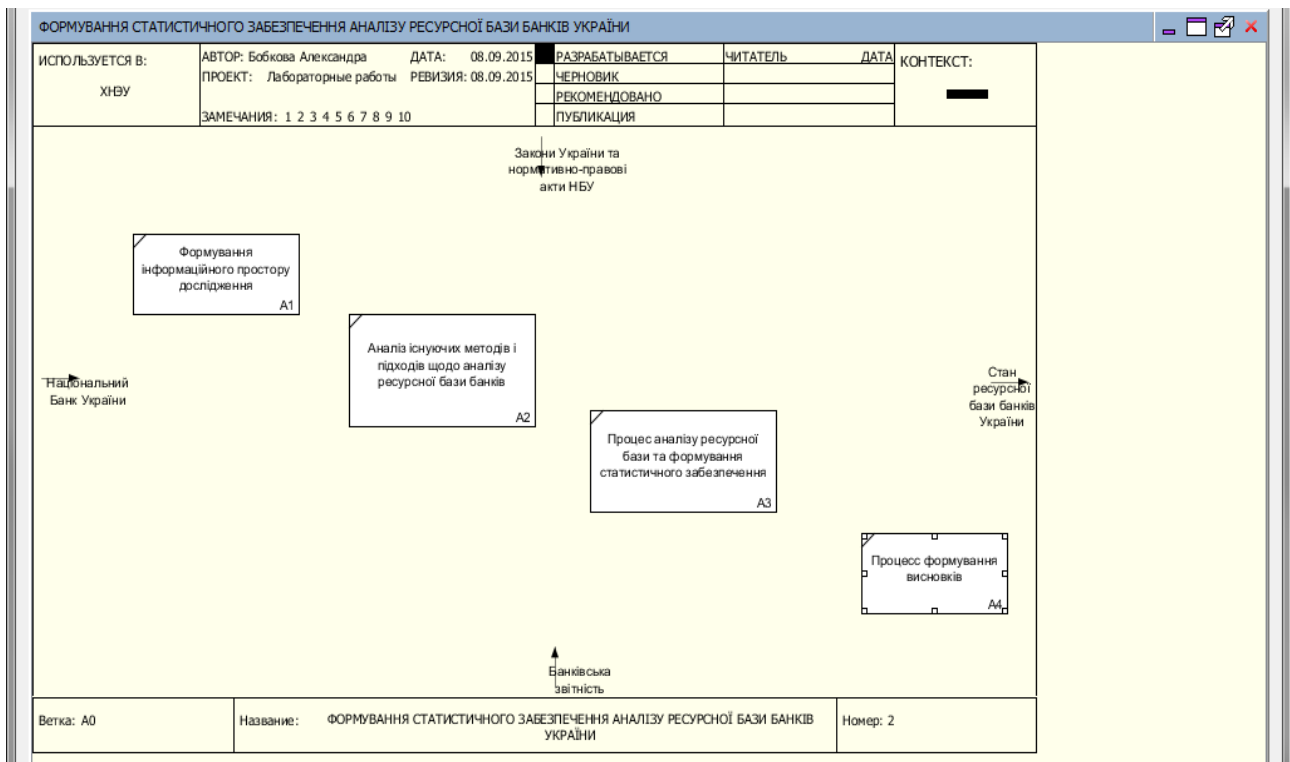 ФОРМУВАННЯ СТАТИСТИЧНОГО ЗАБЕЗПЕЧЕННЯ АНАЛІЗУ РЕСУРСНОЇ БАЗИ БАНКІВ УКРАЇНИ
ИСПОЛЬЗУЕТСЯ В:
ХНЭУ
АВТОР: Бобкова Александра ДАТА: 08.09.2015
ПРОЕКТ: Лабораторные работы РЕВИЗИЯ: 08.09.2015
ЗАМЕЧАНИЯ: 1 2 3 4 5 6 7 8 9 10
РАЗРАБАТЫВАЕТСЯ
ЧЕРНОВИК
РЕКОМЕНДОВАНО
ПУБЛИКАЦИЯ
ЧИТАТЕЛЬ ДАТА
КОНТЕКСТ:
Закони України та
нормативно-правові
акти НБУ
Формування
інформаційного простору
дослідження
A1
Аналіз існуючих методів і
підходів щодо аналізу
ресурсної бази банків
A2
Національний
Банк України
Стан
ресурсної
бази банків
України
Процес аналізу ресурсної
бази та формування
статистичного забезпечення
A3
Процесс формування
висновків
A4
Банківська
звітність
Ветка: A0
Название: ФОРМУВАННЯ СТАТИСТИЧНОГО ЗАБЕЗПЕЧЕННЯ АНАЛІЗУ РЕСУРСНОЇ БАЗИ БАНКІВ
УКРАЇНИ
Номер: 2